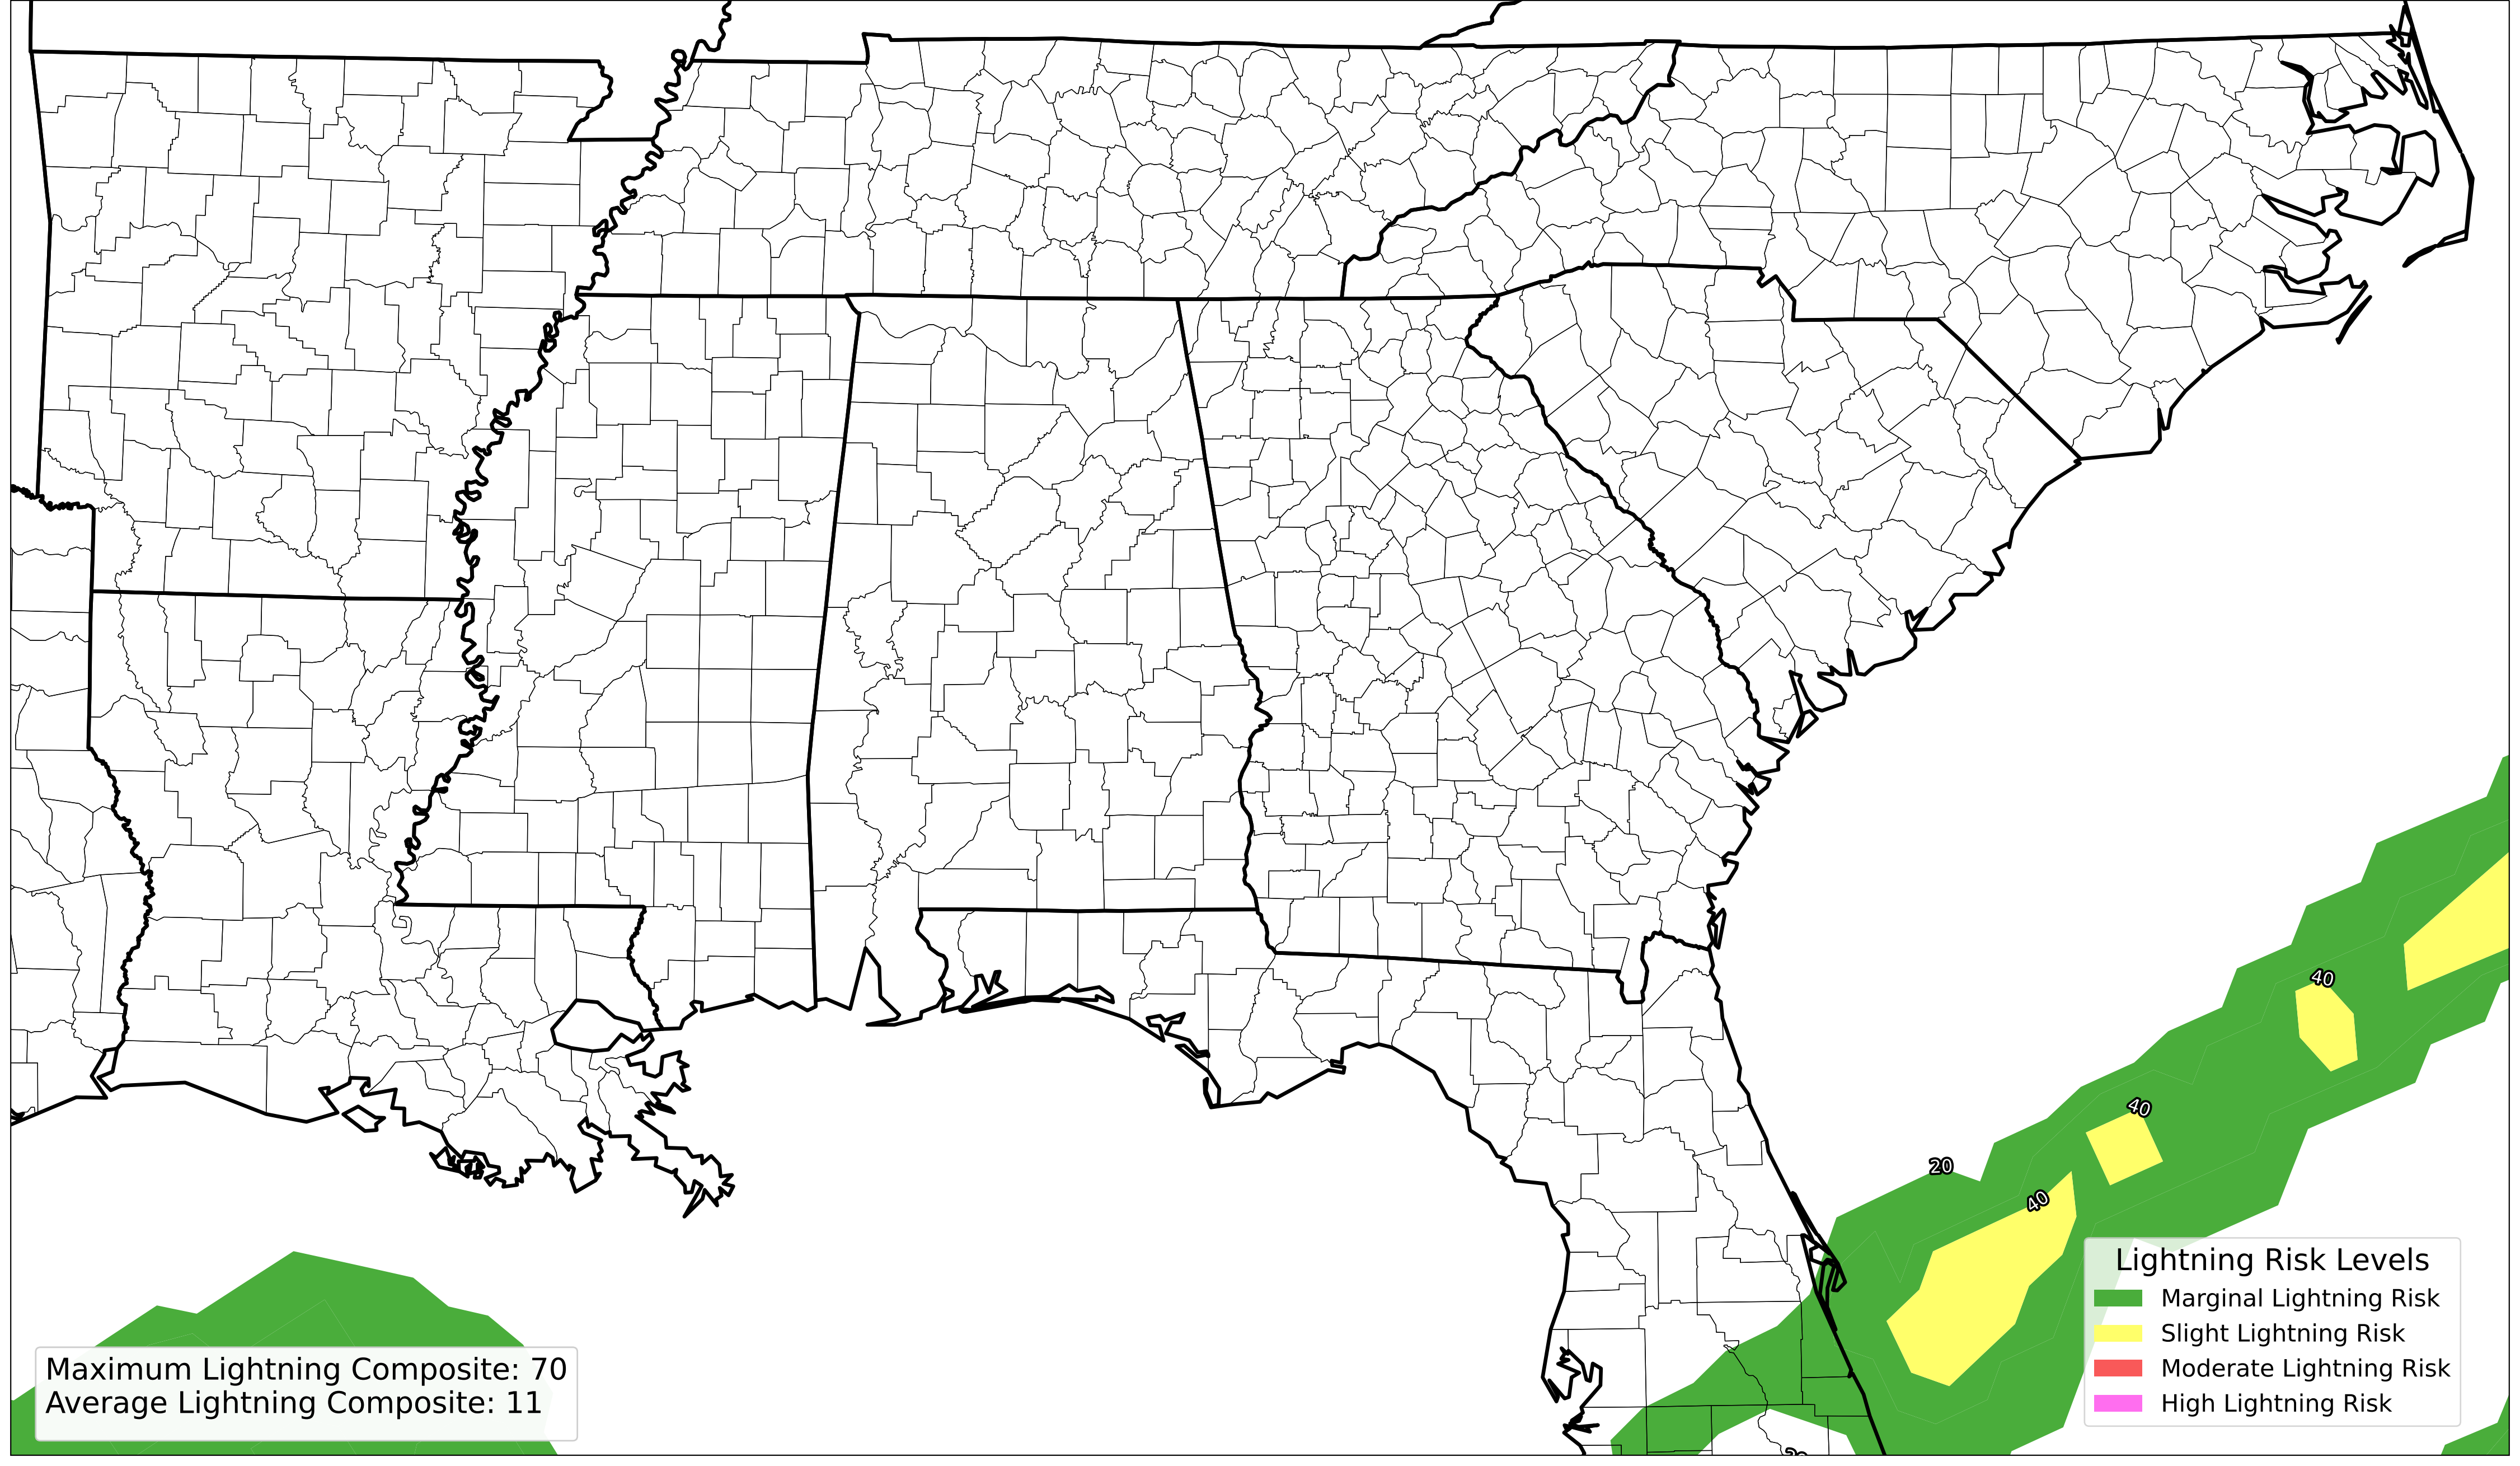 40
40
20
40
Lightning Risk Levels
Marginal Lightning Risk
Slight Lightning Risk
Moderate Lightning Risk
High Lightning Risk
Maximum Lightning Composite: 70
Average Lightning Composite: 11